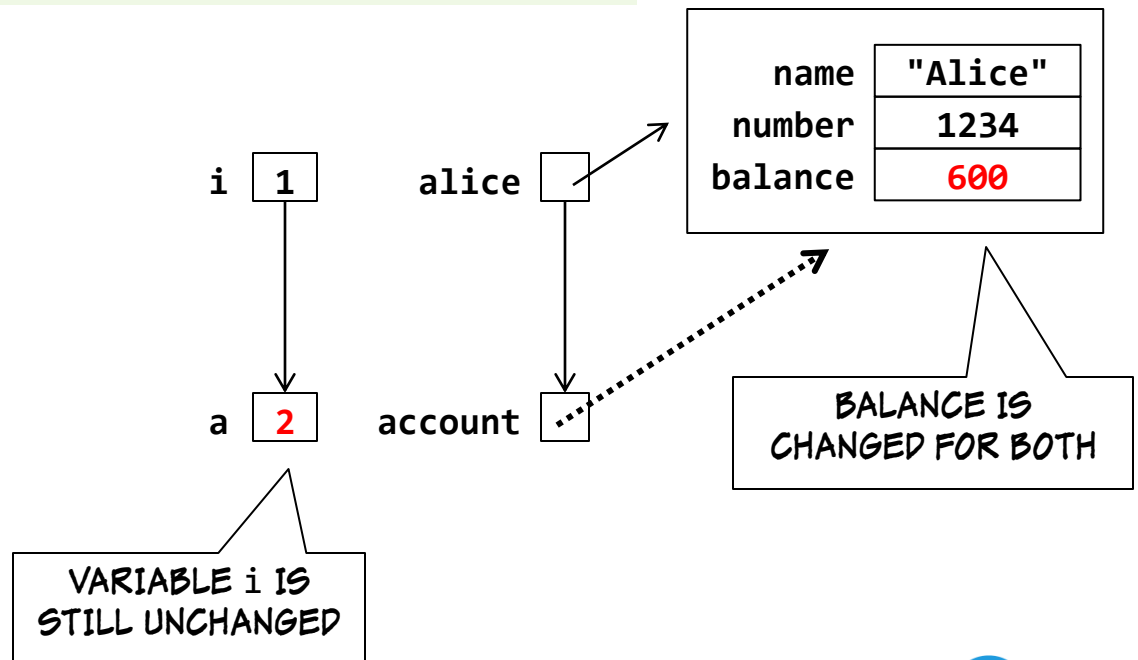 name "Alice"
number 1234
balance 600
i 1
alice
a 2
account
BALANCE IS
CHANGED FOR BOTH
VARIABLE i IS
STILL UNCHANGED